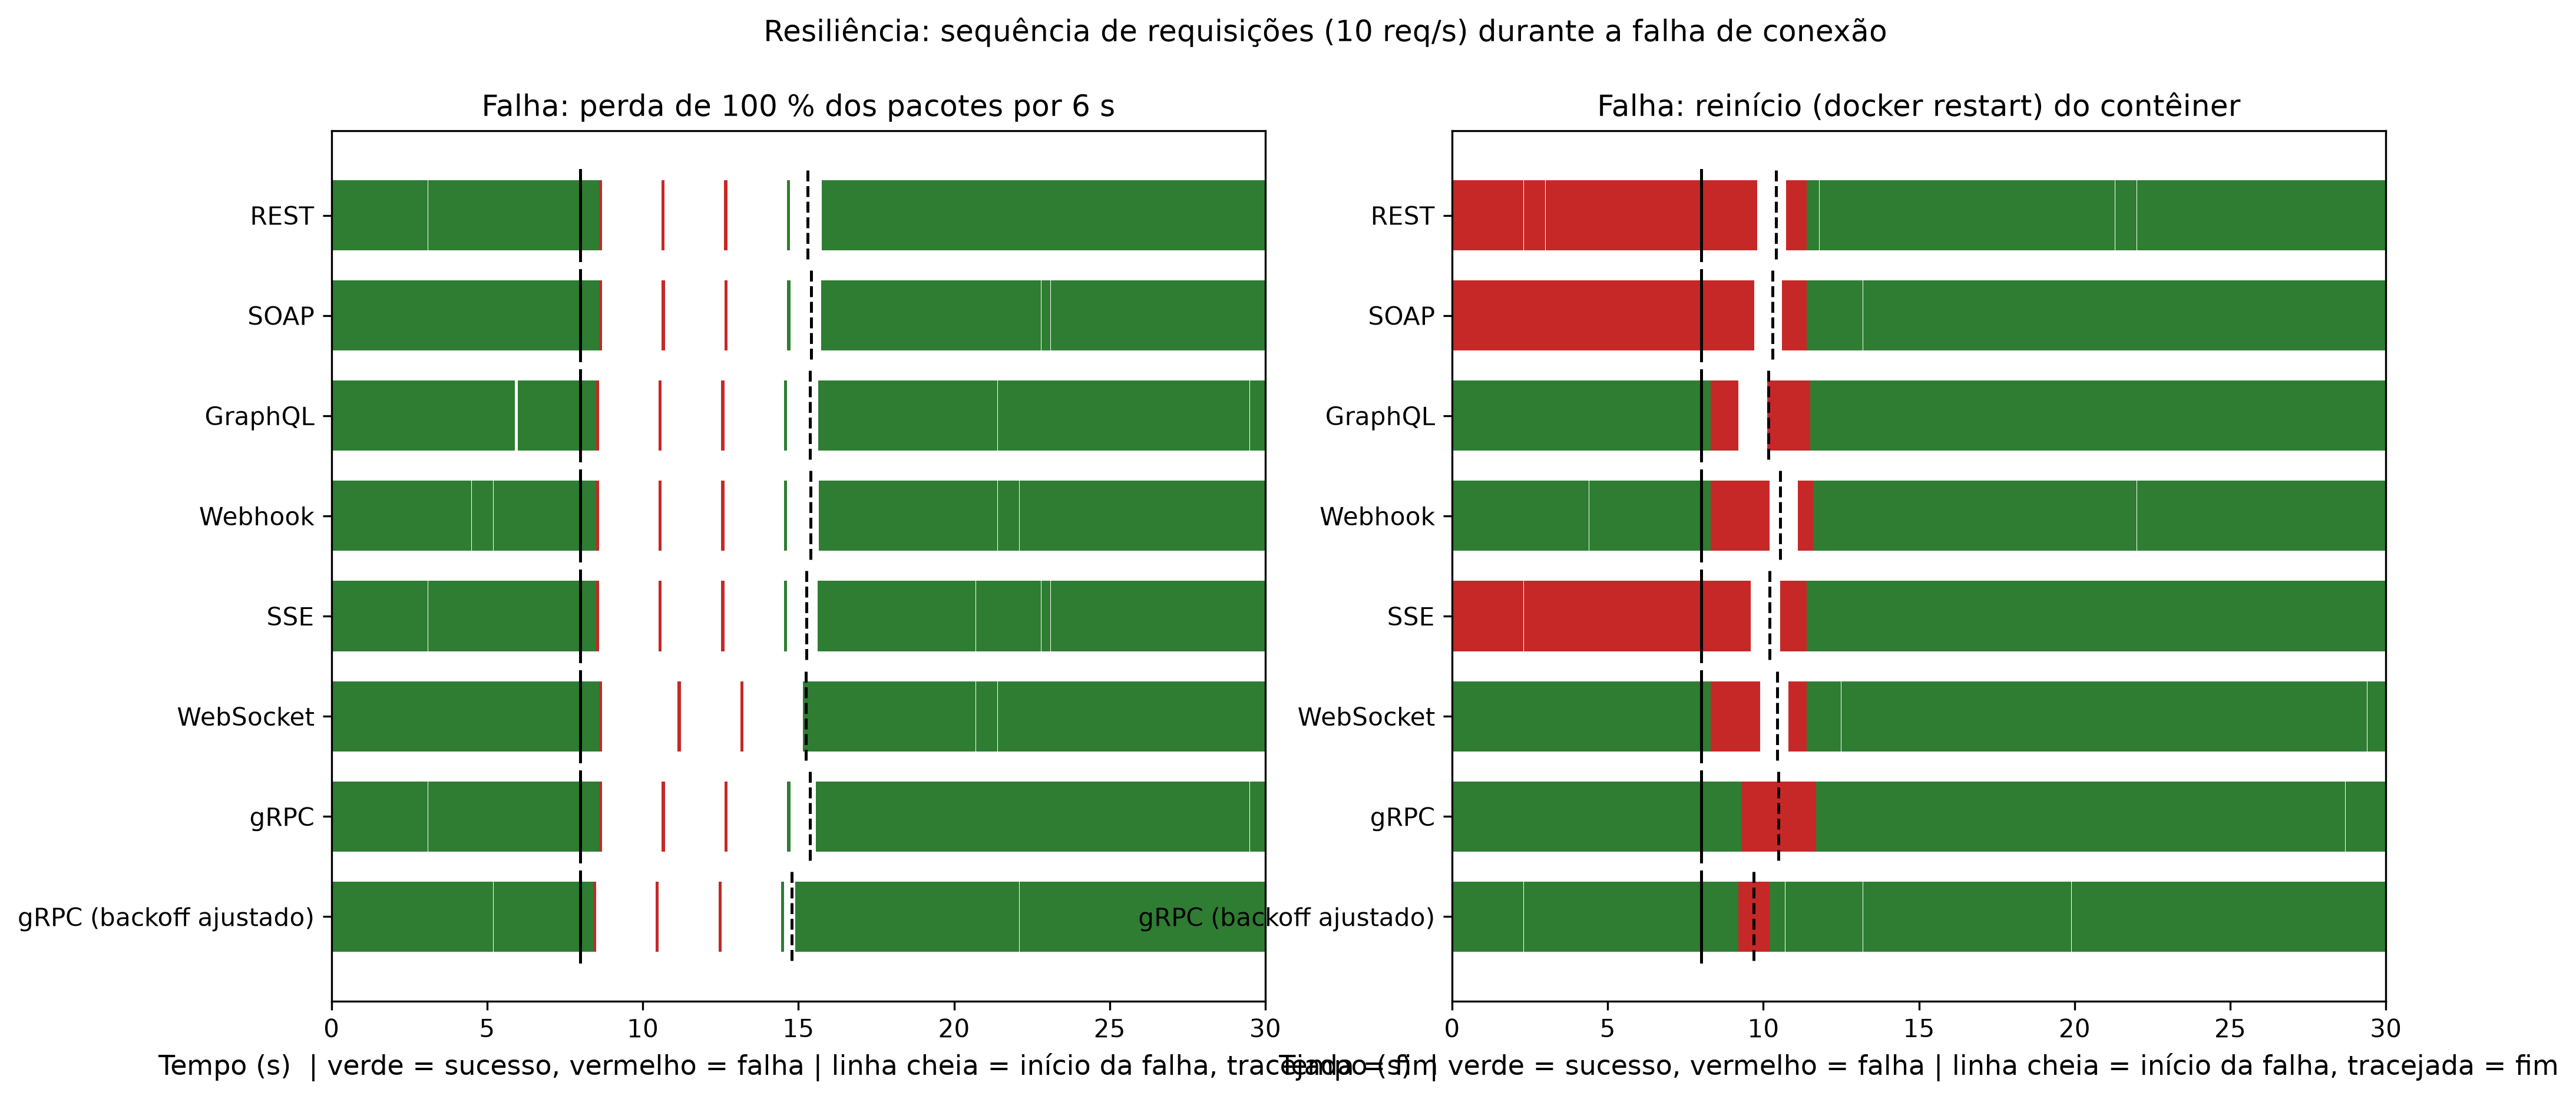 Resiliência: sequência de requisições (10 req/s) durante a falha de conexão
Falha: perda de 100 % dos pacotes por 6 s
REST
SOAP
GraphQL
Webhook
SSE
WebSocket
gRPC
gRPC (backoff ajustado)
0 5 10 15 20 25 30
Tempo (s)  | verde = sucesso, vermelho = falha | linha cheia = início da falha, tracejada = fim
Falha: reinício (docker restart) do contêiner
REST
SOAP
GraphQL
Webhook
SSE
WebSocket
gRPC
gRPC (backoff ajustado)
0 5 10 15 20 25 30
Tempo (s)  | verde = sucesso, vermelho = falha | linha cheia = início da falha, tracejada = fim